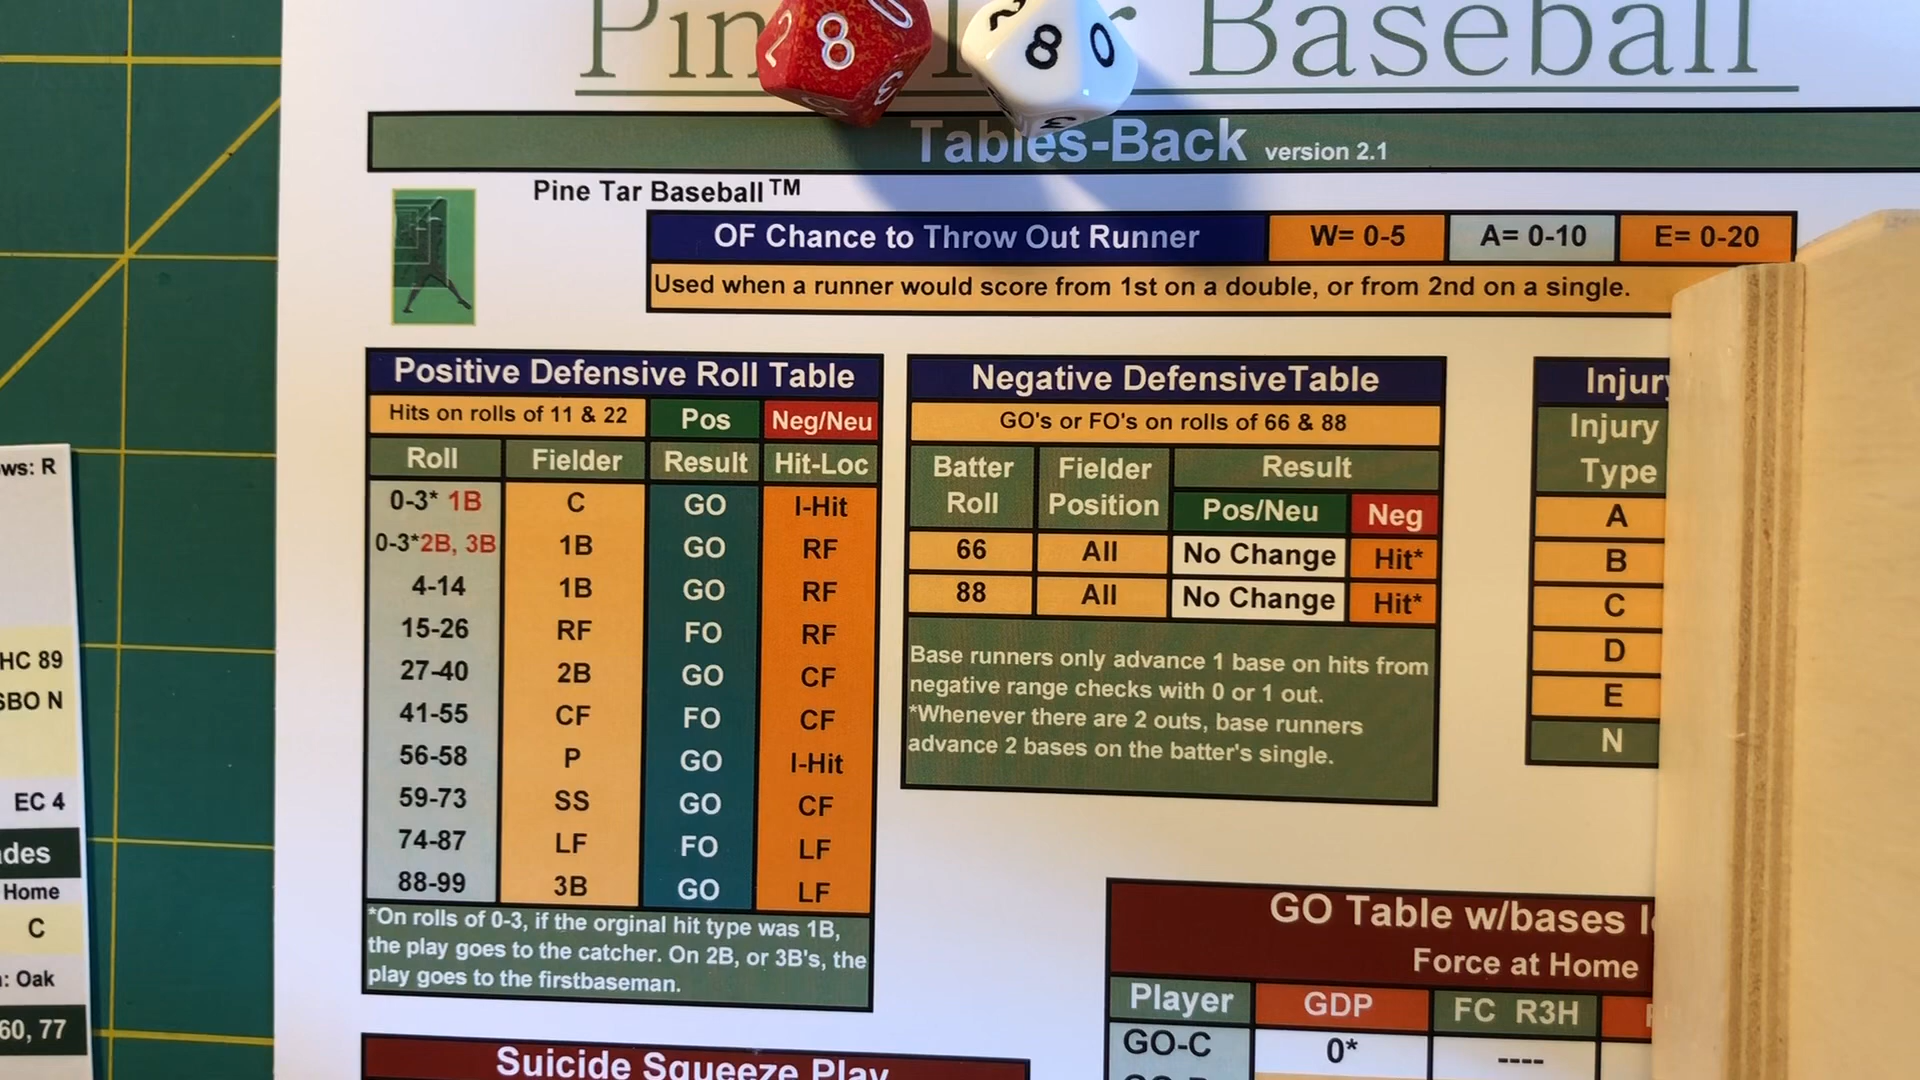 Baseball
2 8 0
3
8 0
3
Tables-Back version 2.1
Pine Tar Baseball™
OF Chance to Throw Out Runner W= 0-5 A= 0-10 E= 0-20
Used when a runner would score from 1st on a double, or from 2nd on a single.
Positive Defensive Roll Table
Hits on rolls of 11 & 22 Pos Neg/Neu
Roll Fielder Result Hit-Loc
0-3* 1B C GO I-Hit
0-3*2B, 3B 1B GO RF
4-14 1B GO RF
15-26 RF FO RF
27-40 2B GO CF
41-55 CF FO CF
56-58 P GO I-Hit
59-73 SS GO CF
74-87 LF FO LF
88-99 3B GO LF
*On rolls of 0-3, if the orginal hit type was 1B,
the play goes to the catcher. On 2B, or 3B's, the
play goes to the firstbaseman.
Negative DefensiveTable
GO's or FO's on rolls of 66 & 88
Batter Roll Fielder Position Result
Pos/Neu Neg
66 All No Change Hit*
88 All No Change Hit*
Base runners only advance 1 base on hits from
negative range checks with 0 or 1 out.
*Whenever there are 2 outs, base runners
advance 2 bases on the batter's single.
Injury
Injury
Type
A
B
C
D
E
N
GO Table w/bases
Force at Home
Player GDP FC R3H
GO-C 0* ----
Suicide Squeeze Play
R
HC 89
N
EC 4
Home
C
Oak
60, 77